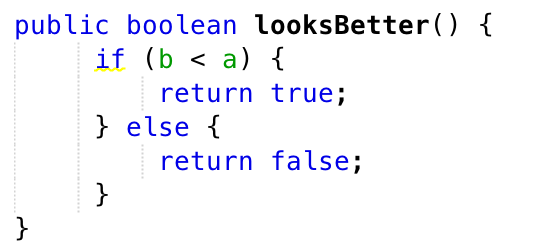 public boolean looksBetter() {
if (b < a) {
return true;
} else {
return false;
}
}